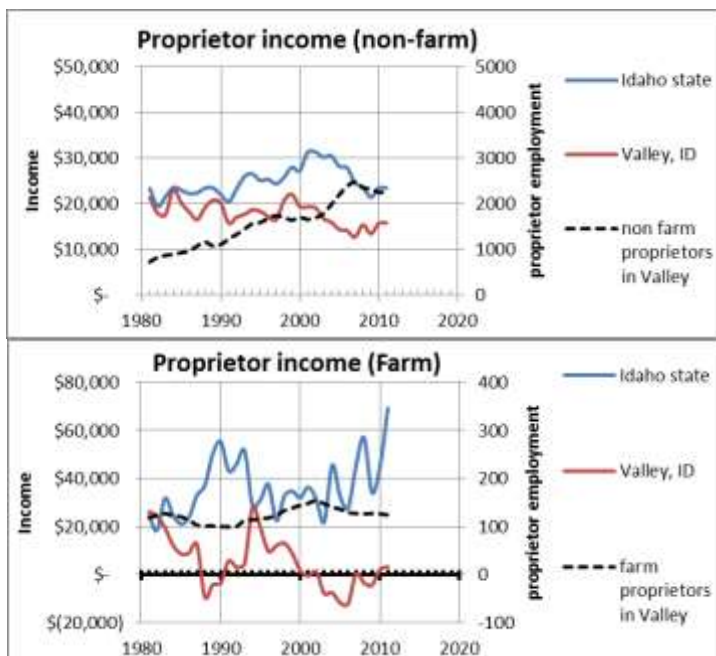 Proprietor income (non-farm)
$50,000
$40,000
$30,000
$20,000
$10,000
$-
Income
5000
4000
3000
2000
1000
0
proprietor employment
1980
1990
2000
2010
2020
Idaho state
Valley, ID
non farm
proprietors
in Valley
Proprietor income (Farm)
$80,000
$60,000
$40,000
$20,000
$-
$(20,000)
Income
400
300
200
100
0
-100
proprietor employment
1980
1990
2000
2010
2020
Idaho state
Valley, ID
farm
proprietors
in Valley